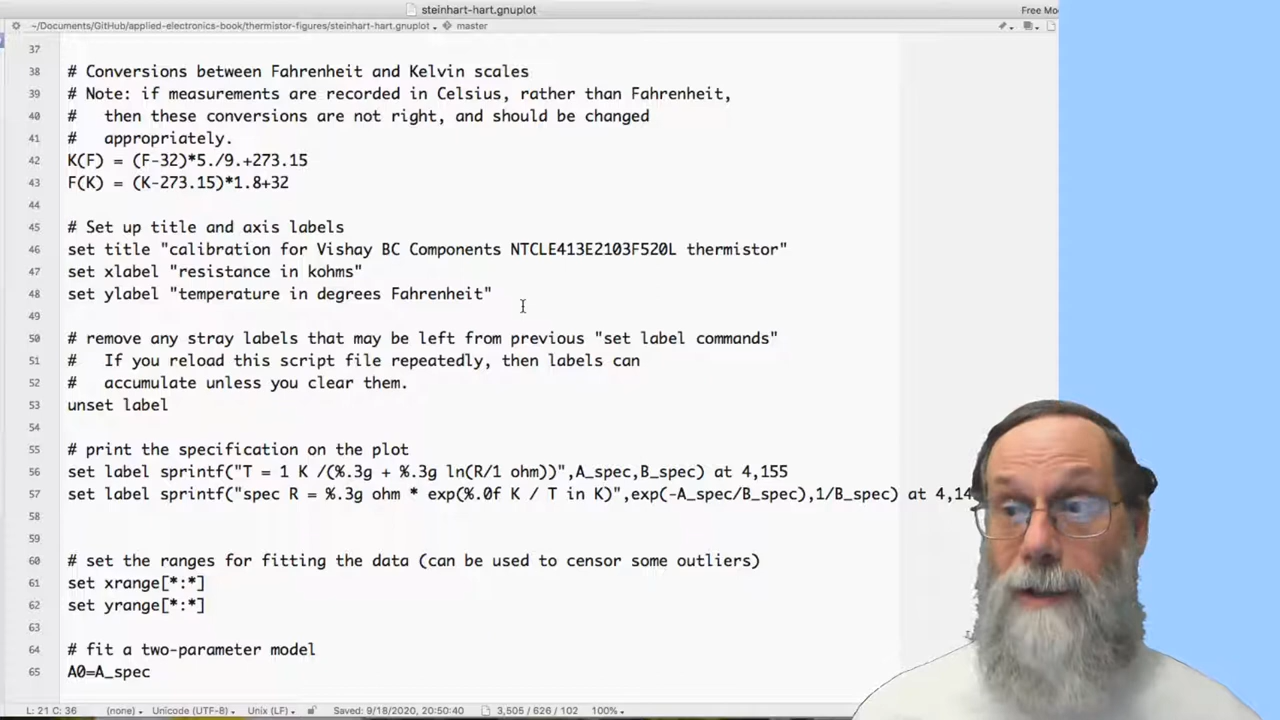 steinhart-hart.gnuplot
Free Mo
~/Documents/GitHub/applied-electronics-book/thermistor-figures/steinhart-hart.gnuplot
master
37
38 # Conversions between Fahrenheit and Kelvin scales
39 # Note: if measurements are recorded in Celsius, rather than Fahrenheit,
40 #   then these conversions are not right, and should be changed
41 #   appropriately.
42 K(F) = (F-32)*5./9.+273.15
43 F(K) = (K-273.15)*1.8+32
44
45 # Set up title and axis labels
46 set title "calibration for Vishay BC Components NTCLE413E2103F520L thermistor"
47 set xlabel "resistance in kohms"
48 set ylabel "temperature in degrees Fahrenheit"
49
50 # remove any stray labels that may be left from previous "set label commands"
51 #   If you reload this script file repeatedly, then labels can
52 #   accumulate unless you clear them.
53 unset label
54
55 # print the specification on the plot
56 set label sprintf("T = 1 K /(%.3g + %.3g ln(R/1 ohm))",A_spec,B_spec) at 4,155
57 set label sprintf("spec R = %.3g ohm * exp(%.0f K / T in K)",exp(-A_spec/B_spec),1/B_spec) at 4,14
58
59
60 # set the ranges for fitting the data (can be used to censor some outliers)
61 set xrange[*:*]
62 set yrange[*:*]
63
64 # fit a two-parameter model
65 A0=A_spec
L: 21 C: 36 (none) Unicode (UTF-8) Unix (LF) Saved: 9/18/2020, 20:50:40 3,505 / 626 / 102 100%